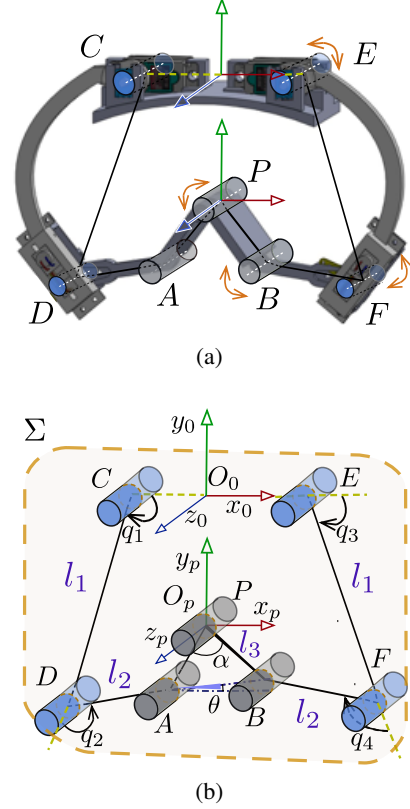 C E
P
D A B F
(a)
Σ y₀
C O₀ E
z₀ x₀
q₁ q₃
l₁ y_p l₁
O_p P
z_p x_p
α l₃
D l₂ F
A B l₂
q₂ θ q₄
(b)